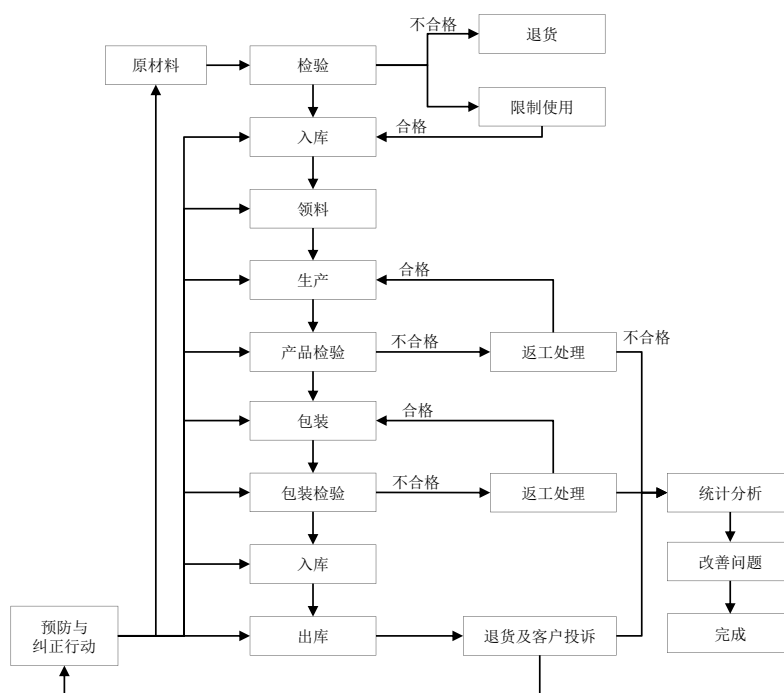 不合格
退货
原材料
检验
限制使用
合格
入库
领料
合格
生产
不合格
产品检验
不合格
返工处理
合格
包装
不合格
包装检验
返工处理
统计分析
入库
改善问题
预防与
纠正行动
出库
退货及客户投诉
完成